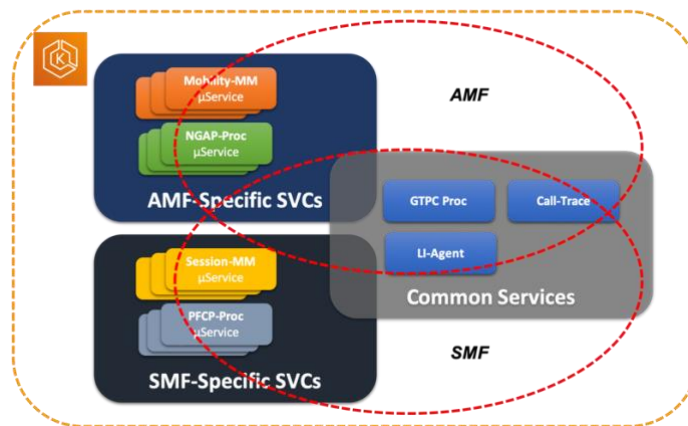 K
Mobility-MM
µService
NGAP-Proc
µService
AMF-Specific SVCs
AMF
GTPC Proc
Call-Trace
LI-Agent
Common Services
Session-MM
µService
PFCP-Proc
µService
SMF-Specific SVCs
SMF